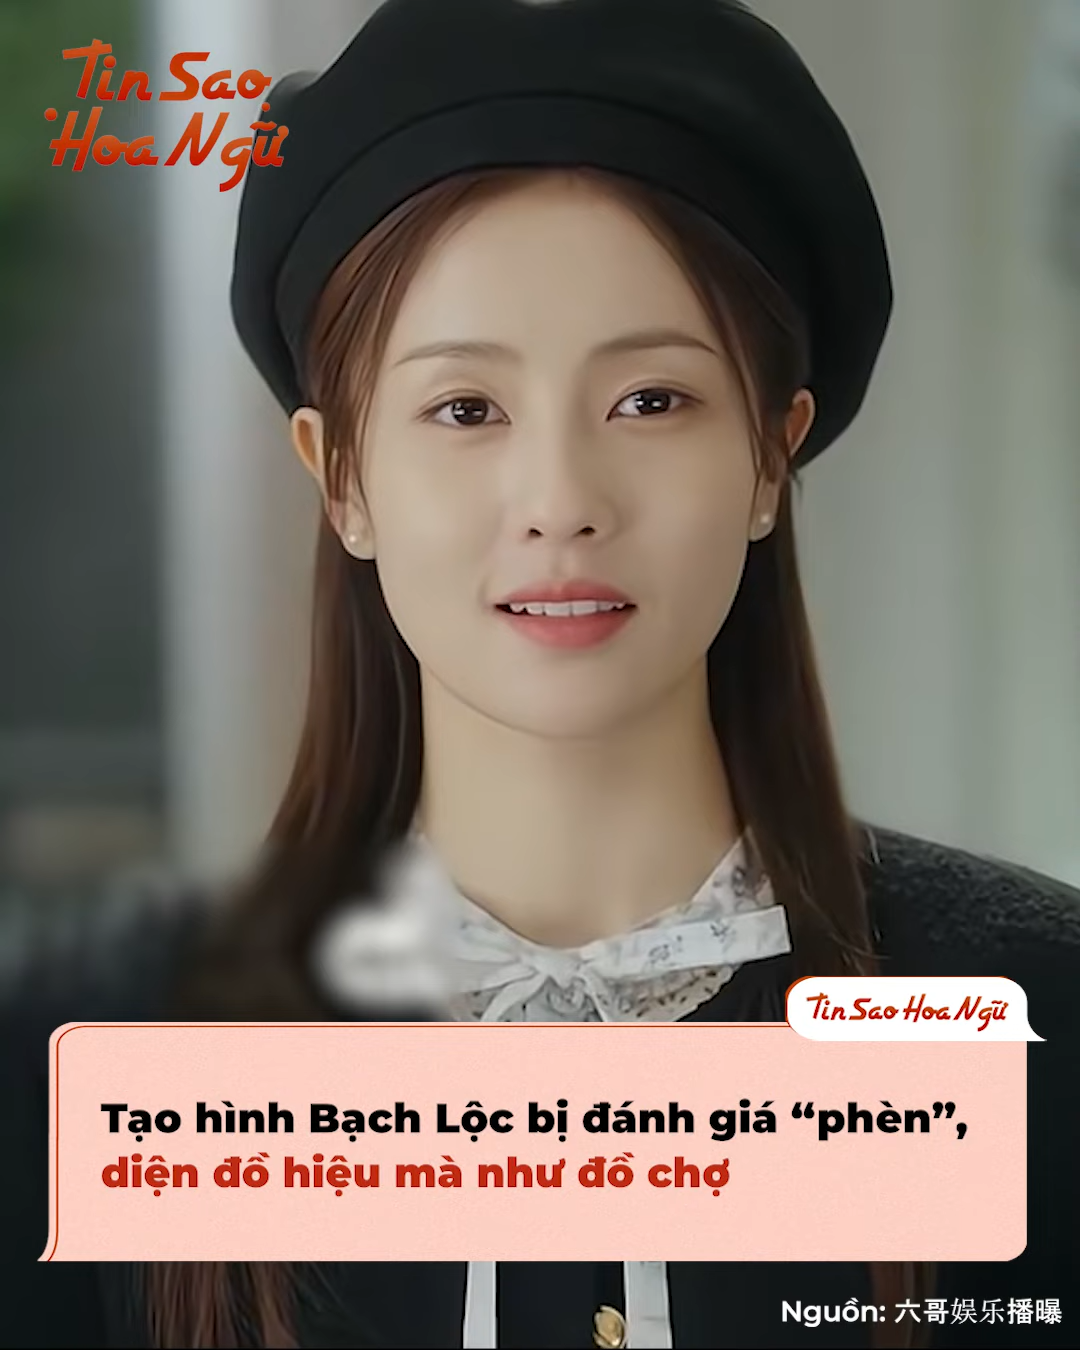 Tin Sao
Hoa Ngữ
Tin Sao Hoa Ngữ
Tạo hình Bạch Lộc bị đánh giá “phèn”,
diện đồ hiệu mà như đồ chợ
Nguồn: 六哥娱乐播曝